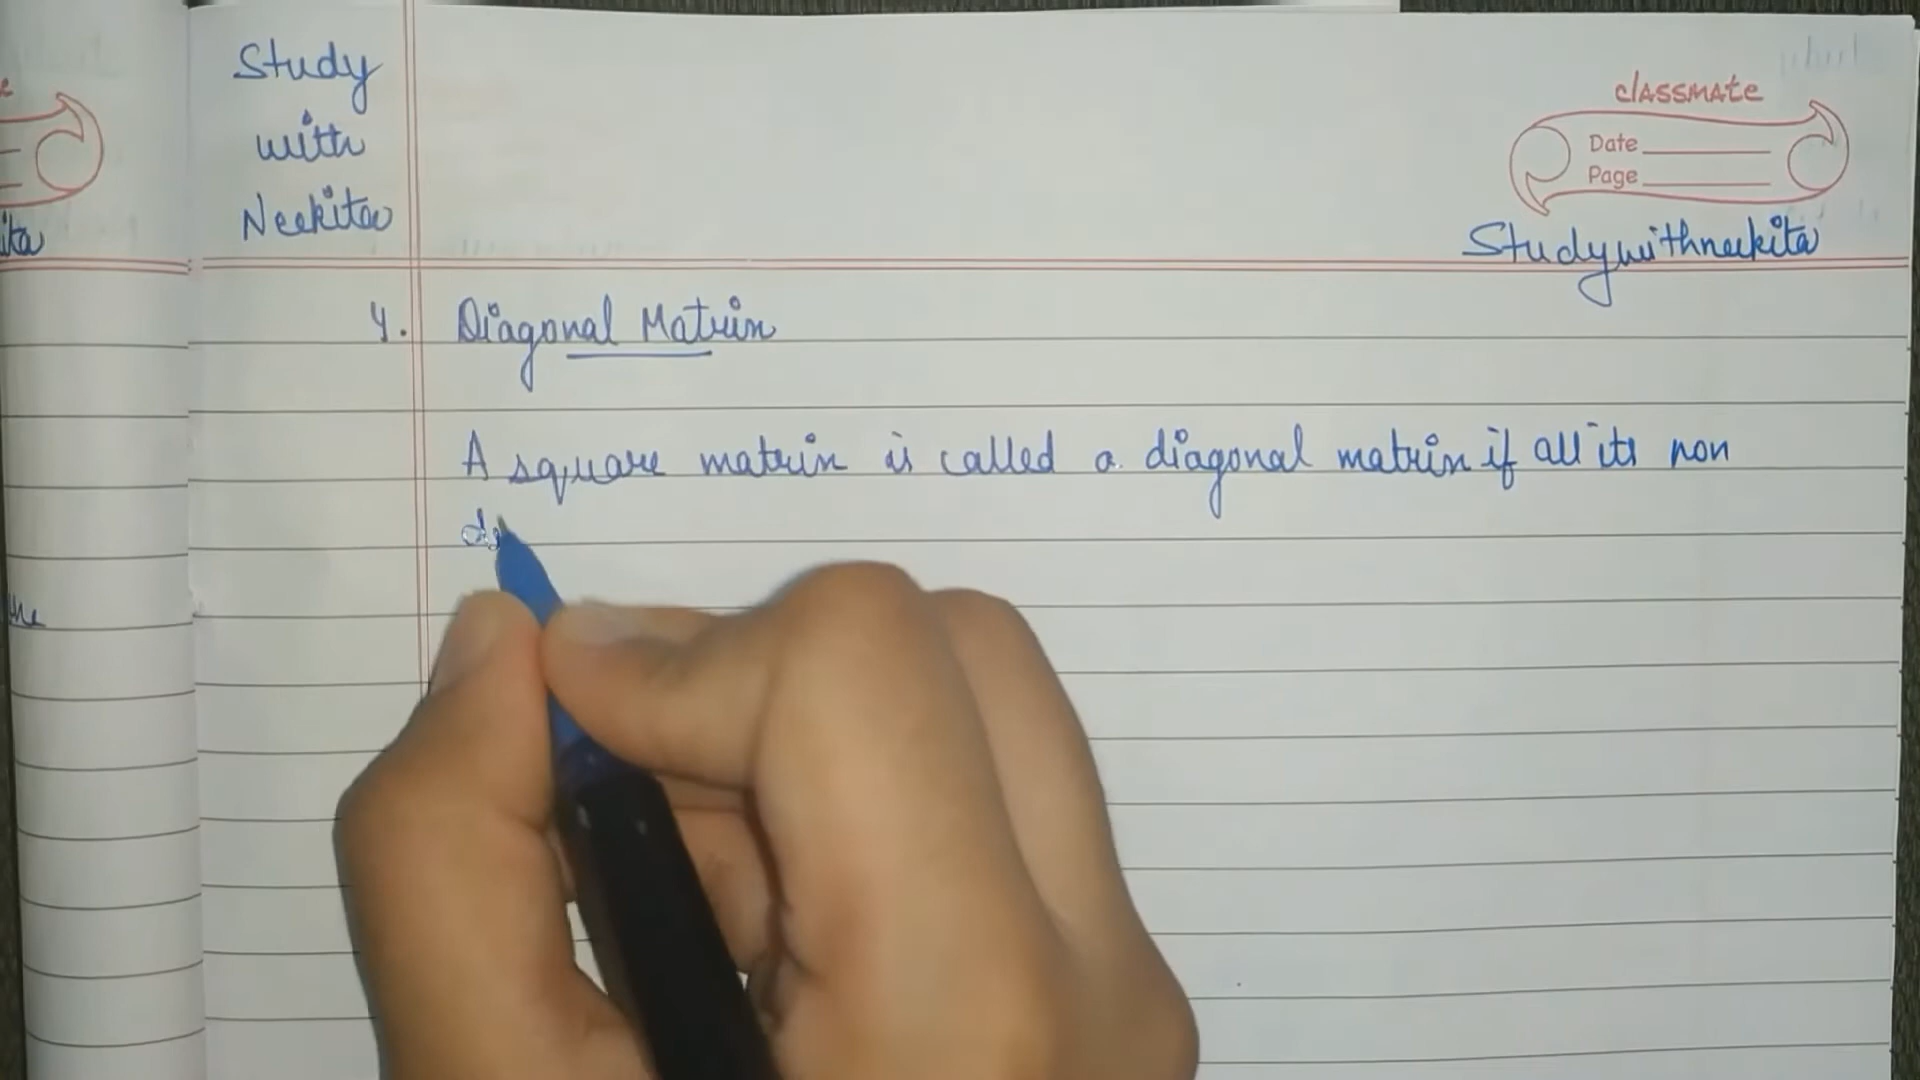 Study
with
Neekita
classmate
Date
Page
Studywithneekita
4. Diagonal Matrix
A square matrix is called a diagonal matrix if all its non